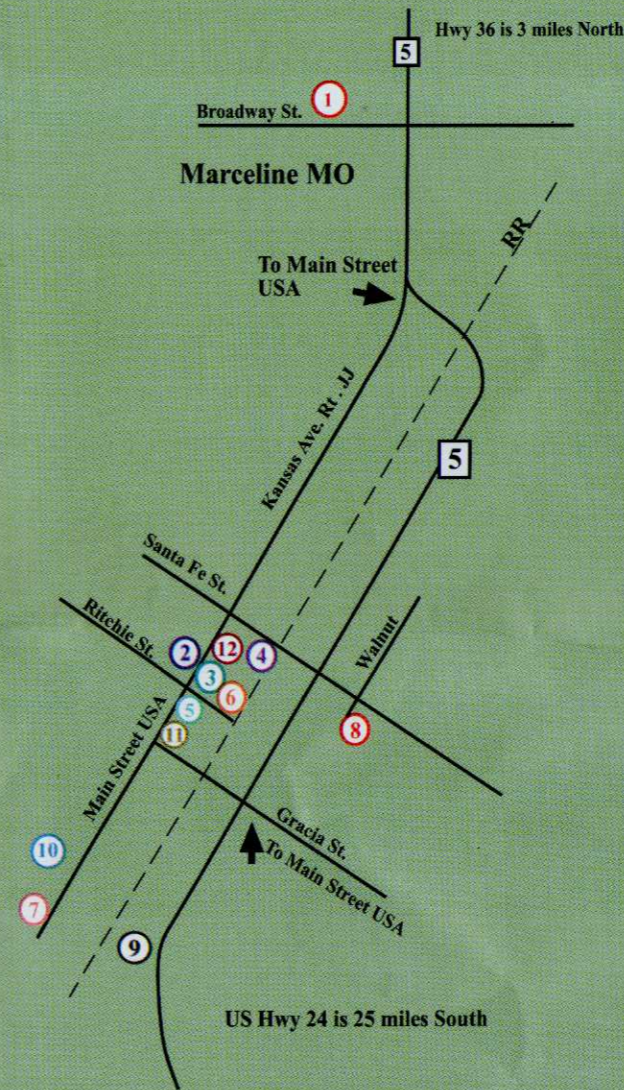 Hwy 36 is 3 miles North
5
1
Broadway St.
Marceline MO
RR
To Main Street
USA
Kansas Ave. Rt . JJ
5
Santa Fe St.
Ritchie St.
Walnut
2
12
4
3
6
5
11
8
Main Street USA
Gracia St.
To Main Street USA
10
7
9
US Hwy 24 is 25 miles South